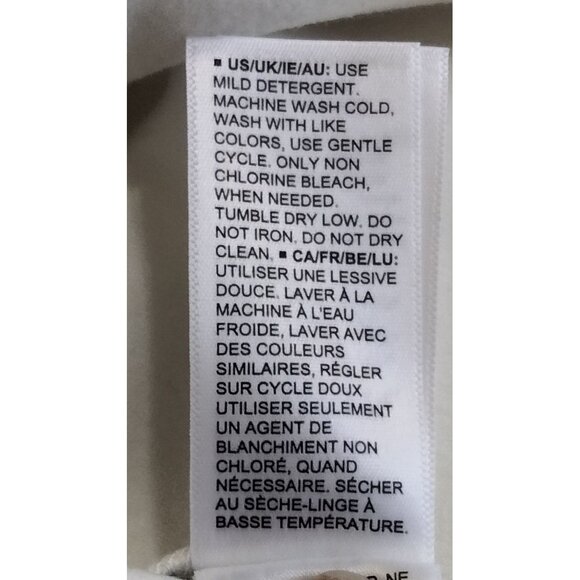 ▪ US/UK/IE/AU: USE
MILD DETERGENT.
MACHINE WASH COLD,
WASH WITH LIKE
COLORS, USE GENTLE
CYCLE. ONLY NON
CHLORINE BLEACH,
WHEN NEEDED.
TUMBLE DRY LOW. DO
NOT IRON. DO NOT DRY
CLEAN. ▪ CA/FR/BE/LU:
UTILISER UNE LESSIVE
DOUCE. LAVER À LA
MACHINE À L'EAU
FROIDE, LAVER AVEC
DES COULEURS
SIMILAIRES, RÉGLER
SUR CYCLE DOUX
UTILISER SEULEMENT
UN AGENT DE
BLANCHIMENT NON
CHLORÉ, QUAND
NÉCESSAIRE. SÉCHER
AU SÈCHE-LINGE À
BASSE TEMPÉRATURE.